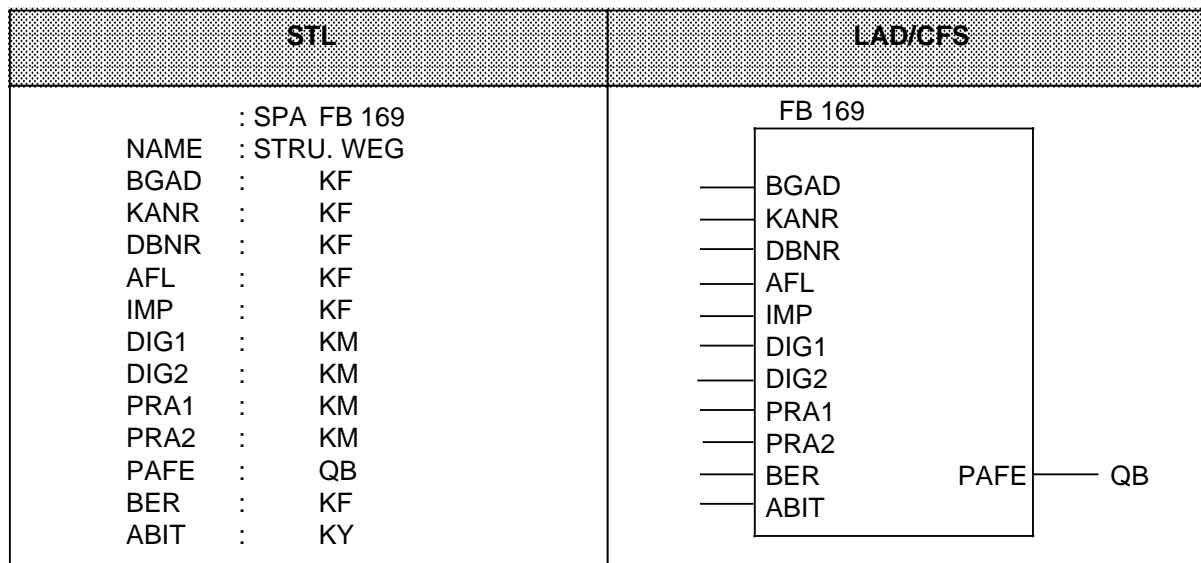 STL
LAD/CFS
: SPA FB 169
NAME : STRU. WEG
BGAD : KF
KANR : KF
DBNR : KF
AFL : KF
IMP : KF
DIG1 : KM
DIG2 : KM
PRA1 : KM
PRA2 : KM
PAFE : QB
BER : KF
ABIT : KY
FB 169
BGAD
KANR
DBNR
AFL
IMP
DIG1
DIG2
PRA1
PRA2
BER PAFE QB
ABIT